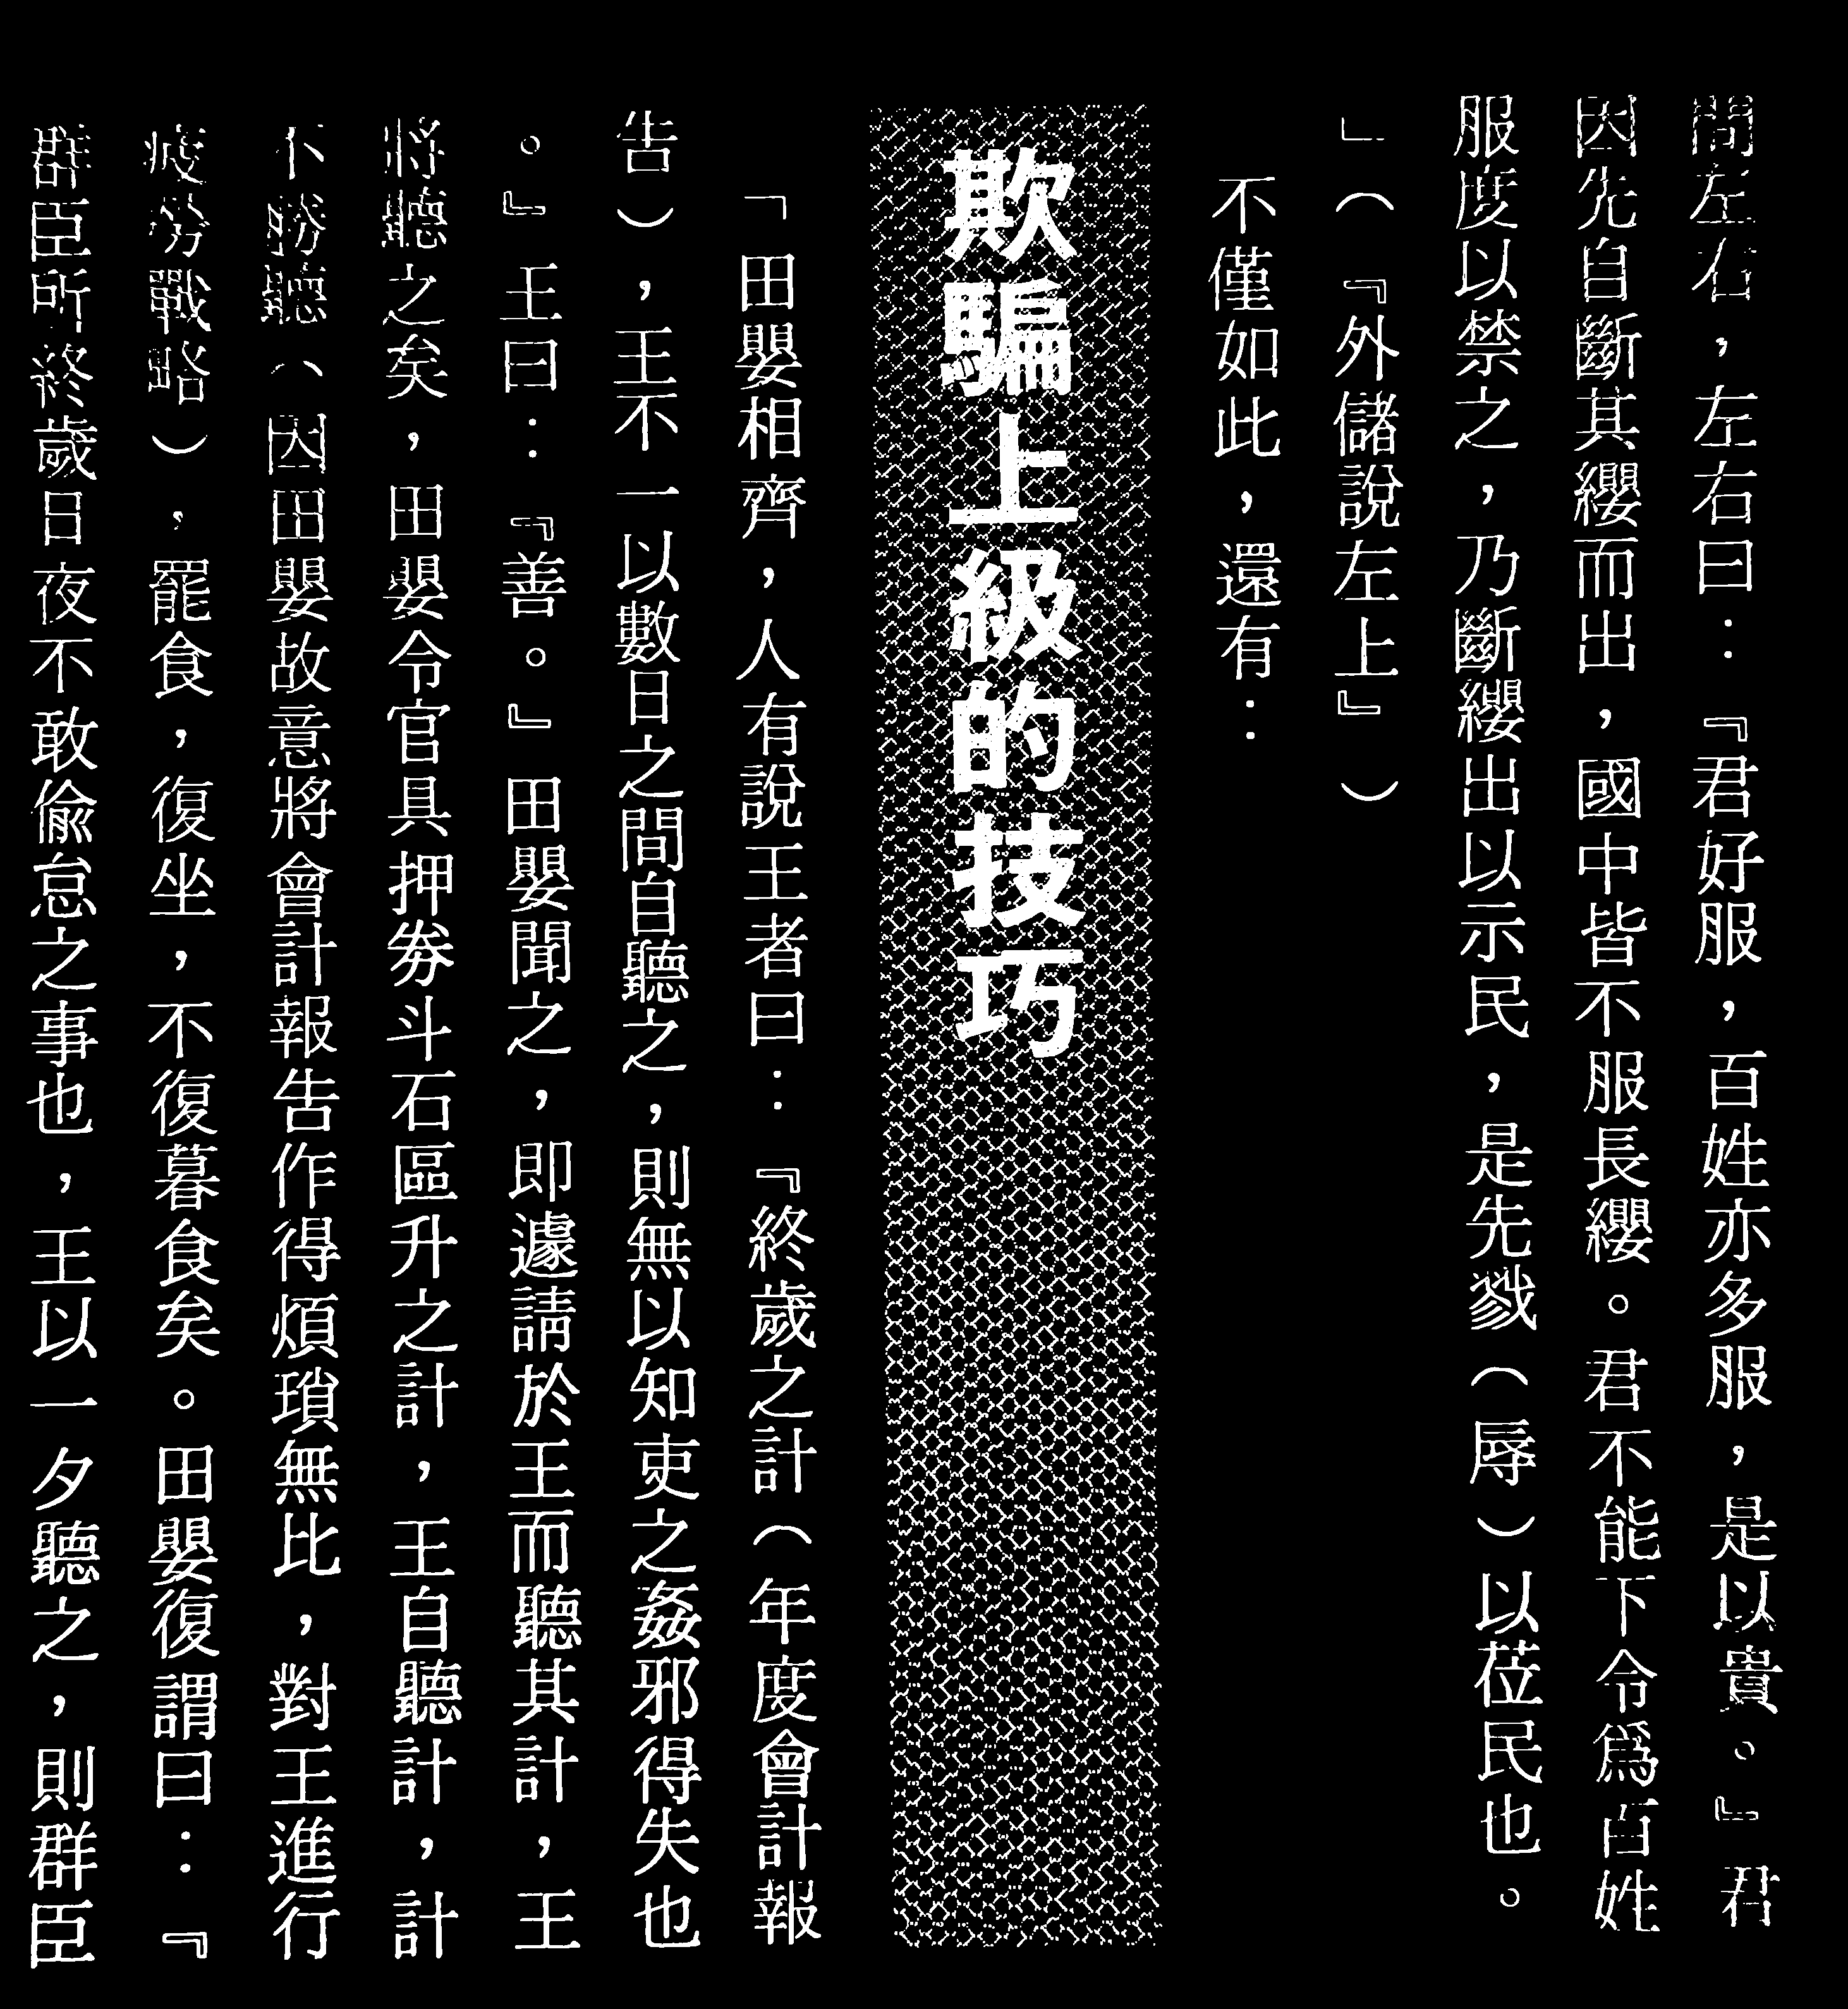 問左右，左右曰：『君好服，百姓亦多服，是以貴。』君
因先自斷其纓而出，國中皆不服長纓。君不能下令爲百姓
服度以禁之，乃斷纓出以示民，是先戮（辱）以莅民也。
」（『外儲說左上』）
不僅如此，還有：
欺騙上級的技巧
「田嬰相齊，人有說王者曰：『終歲之計（年度會計報
告），王不一以數日之間自聽之，則無以知吏之姦邪得失也
。』王曰：『善。』田嬰聞之，即遽請於王而聽其計，王
將聽之矣，田嬰令官具押劵斗石區升之計，王自聽計，計
不勝聽（因田嬰故意將會計報告作得煩瑣無比，對王進行
疲勞戰略），罷食，復坐，不復暮食矣。田嬰復謂曰：『
群臣所終歲日夜不敢偷怠之事也，王以一夕聽之，則群臣